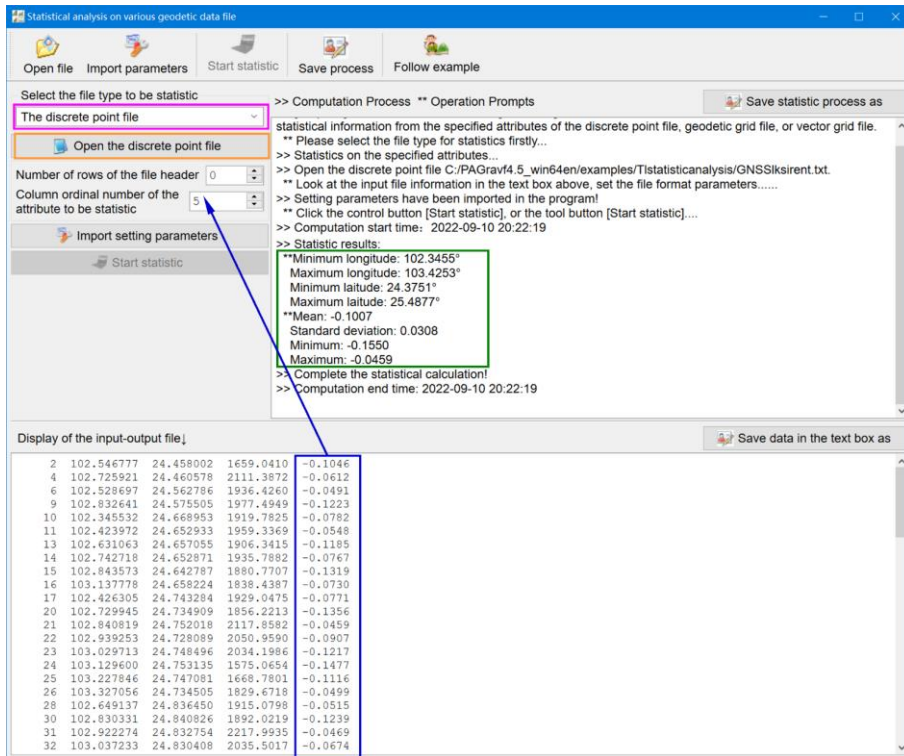 Statistical analysis on various geodetic data file
Open file Import parameters Start statistic Save process Follow example
Select the file type to be statistic
The discrete point file
Open the discrete point file
Number of rows of the file header 0
Column ordinal number of the
attribute to be statistic 5
Import setting parameters
Start statistic
>> Computation Process ** Operation Prompts
Save statistic process as
statistical information from the specified attributes of the discrete point file, geodetic grid file, or vector grid file.
** Please select the file type for statistics firstly...
>> Statistics on the specified attributes...
>> Open the discrete point file C:/PAGravf4.5_win64en/examples/Tlstatisticanalysis/GNSSlksirent.txt.
** Look at the input file information in the text box above, set the file format parameters......
>> Setting parameters have been imported in the program!
** Click the control button [Start statistic], or the tool button [Start statistic]....
>> Computation start time: 2022-09-10 20:22:19
>> Statistic results:
**Minimum longitude: 102.3455°
Maximum longitude: 103.4253°
Minimum laitude: 24.3751°
Maximum laitude: 25.4877°
**Mean: -0.1007
Standard deviation: 0.0308
Minimum: -0.1550
Maximum: -0.0459
>> Complete the statistical calculation!
>> Computation end time: 2022-09-10 20:22:19
Display of the input-output file↓
Save data in the text box as
2 102.546777 24.458002 1659.0410 -0.1046
4 102.725921 24.460578 2111.3872 -0.0612
6 102.528697 24.562786 1936.4260 -0.0491
9 102.832641 24.575505 1977.4949 -0.1223
10 102.345532 24.668953 1919.7825 -0.0782
11 102.423972 24.652933 1959.3369 -0.0548
13 102.631063 24.657055 1906.3415 -0.1185
14 102.742718 24.652871 1935.7882 -0.0767
15 102.843573 24.642787 1880.7707 -0.1319
16 103.137778 24.658224 1838.4387 -0.0730
17 102.426305 24.743284 1929.0475 -0.0771
20 102.729945 24.734909 1856.2213 -0.1356
21 102.840819 24.752018 2117.8582 -0.0459
22 102.939253 24.728089 2050.9590 -0.0907
23 103.029713 24.748496 2034.1986 -0.1217
24 103.129600 24.753135 1575.0654 -0.1477
25 103.227846 24.747081 1668.7801 -0.1116
26 103.327056 24.734505 1829.6718 -0.0499
28 102.649137 24.836450 1915.0798 -0.0515
30 102.830331 24.840826 1892.0219 -0.1239
31 102.922274 24.832754 2217.9935 -0.0469
32 103.037233 24.830408 2035.5017 -0.0674